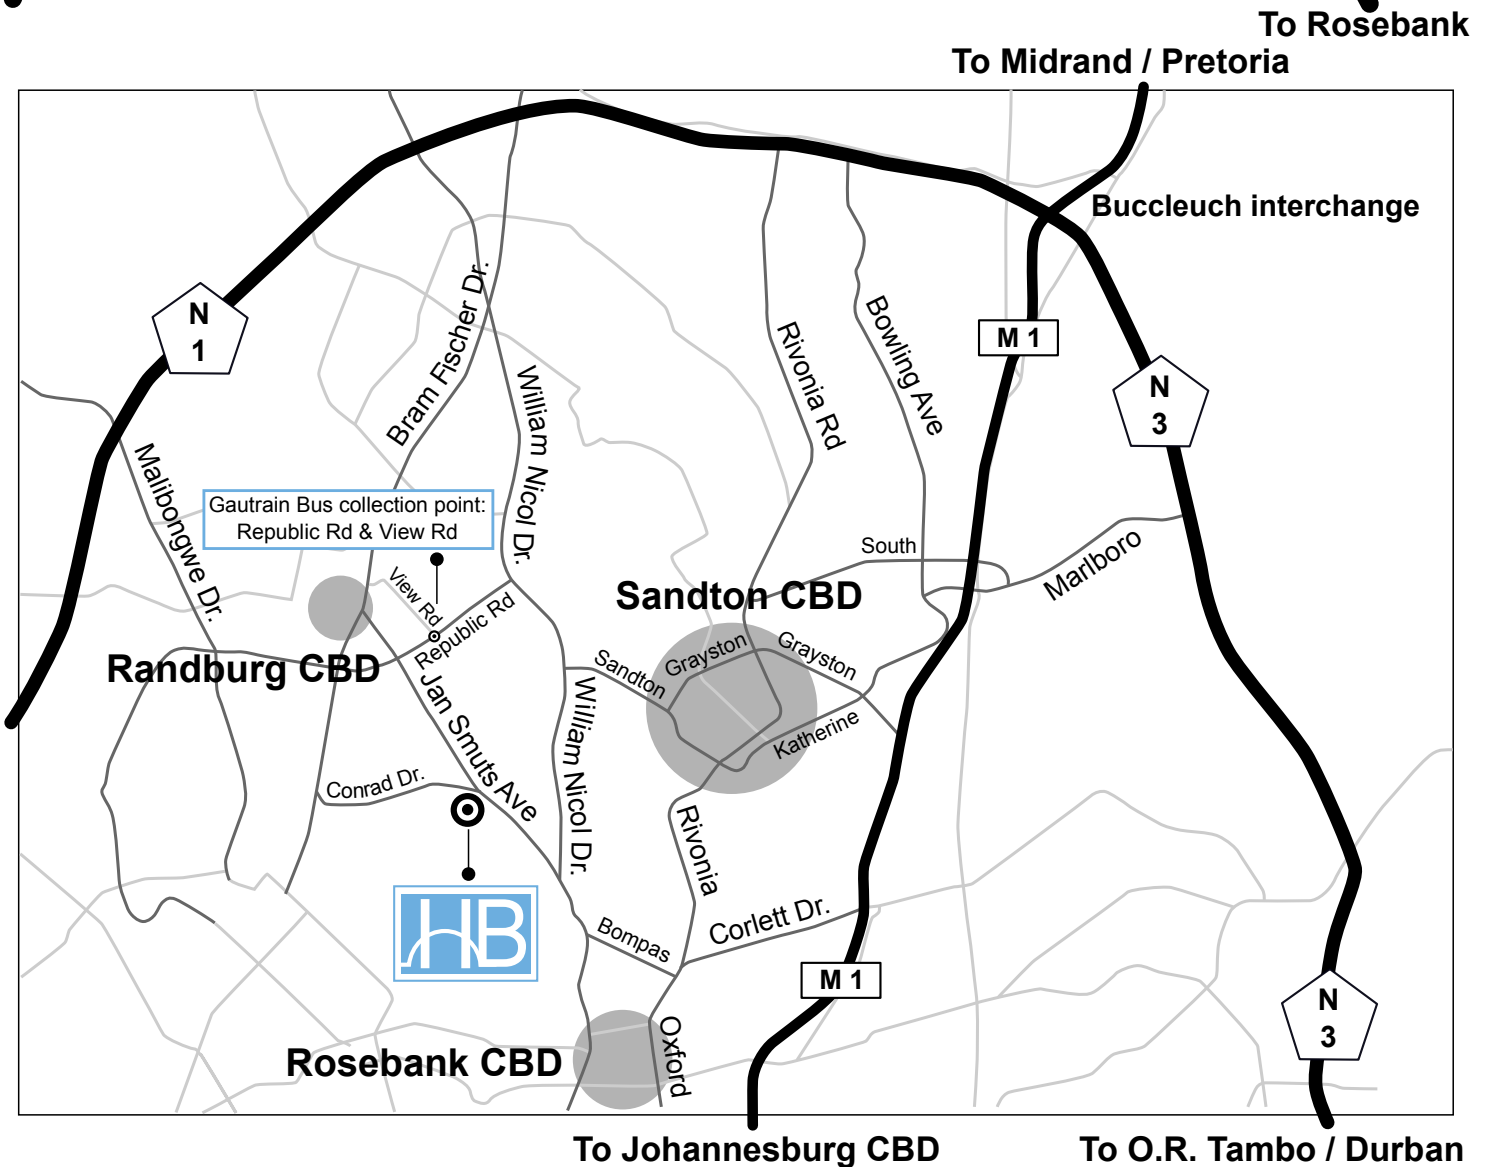 To Rosebank
To Midrand / Pretoria
Buccleuch interchange
N
1
M 1
N
3
Bram Fischer Dr.
William Nicol Dr.
Rivonia Rd
Bowling Ave
Malibongwe Dr.
Gautrain Bus collection point:
Republic Rd & View Rd
South
Marlboro
View Rd
Republic Rd
Sandton CBD
Randburg CBD
Sandton
Grayston
Grayston
Katherine
Jan Smuts Ave
William Nicol Dr.
Conrad Dr.
Rivonia
HB
Bompas
Corlett Dr.
M 1
N
3
Oxford
Rosebank CBD
To Johannesburg CBD
To O.R. Tambo / Durban